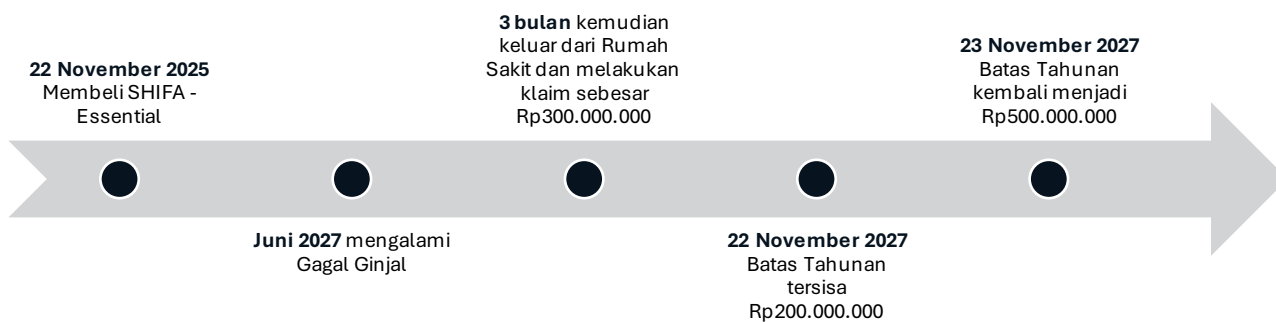 22 November 2025
Membeli SHIFA -
Essential
Juni 2027 mengalami
Gagal Ginjal
3 bulan kemudian
keluar dari Rumah
Sakit dan melakukan
klaim sebesar
Rp300.000.000
22 November 2027
Batas Tahunan
tersisa
Rp200.000.000
23 November 2027
Batas Tahunan
kembali menjadi
Rp500.000.000